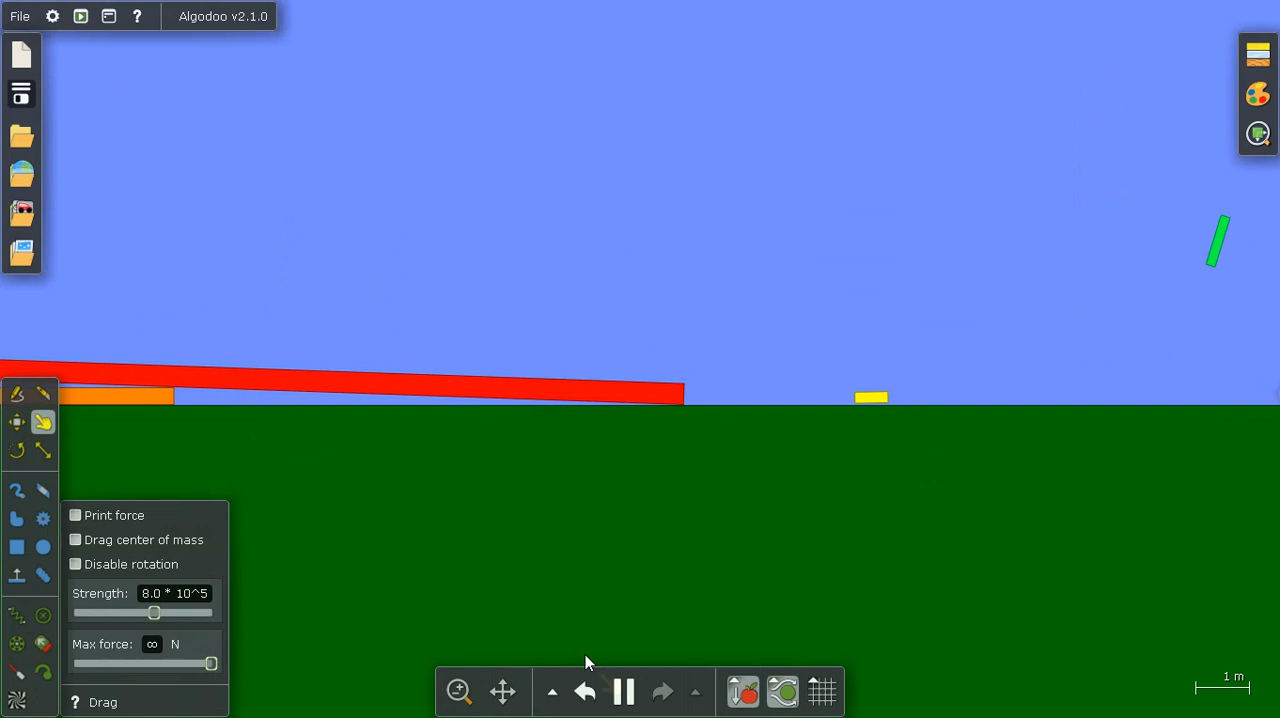 File ? Algodoo v2.1.0
Print force
Drag center of mass
Disable rotation
Strength: 8.0 * 10^5
Max force: ∞ N
? Drag
1 m